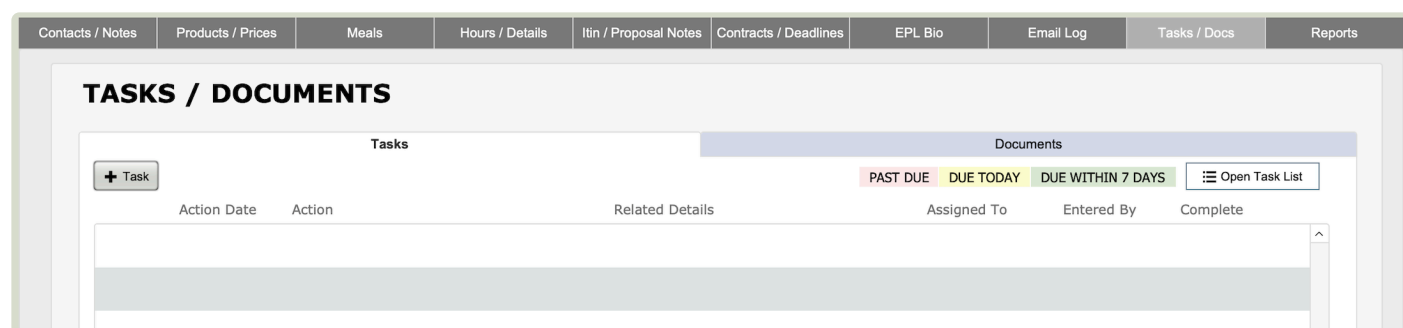 Contacts / Notes Products / Prices Meals Hours / Details Itin / Proposal Notes Contracts / Deadlines EPL Bio Email Log Tasks / Docs Reports
TASKS / DOCUMENTS
Tasks Documents
Task PAST DUE DUE TODAY DUE WITHIN 7 DAYS Open Task List
Action Date Action Related Details Assigned To Entered By Complete